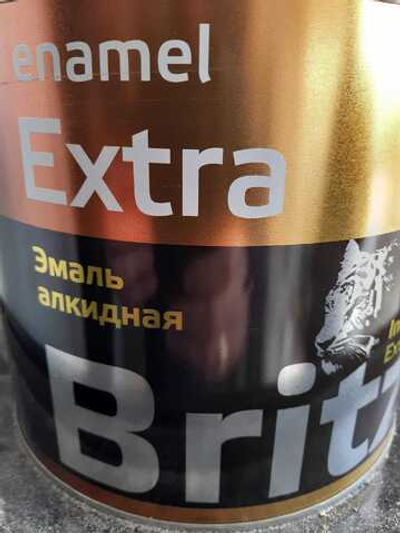 enamel
Extra
Эмаль
алкидная
Brit